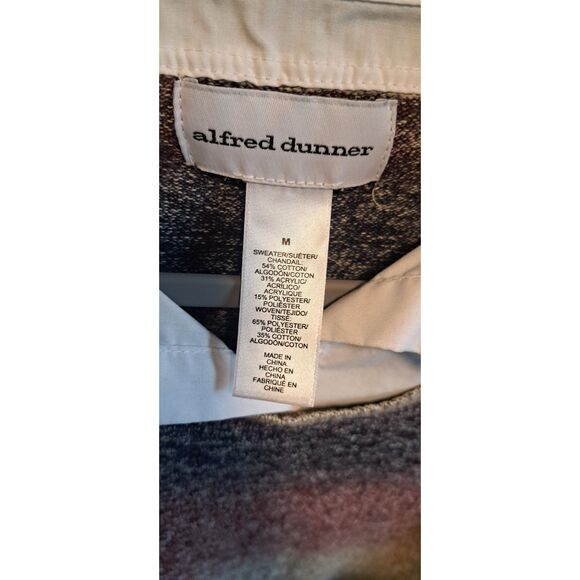 alfred dunner
M
SWEATER/SUÉTER/
CHANDAIL:
54% COTTON/
ALGODÓN/COTON
31% ACRYLIC/
ACRÍLICO/
ACRYLIQUE
15% POLYESTER/
POLIÉSTER
WOVEN/TEJIDO/
TISSÉ:
65% POLYESTER/
POLIÉSTER
35% COTTON/
ALGODÓN/COTON
MADE IN
CHINA
HECHO EN
CHINA
FABRIQUÉ EN
CHINE